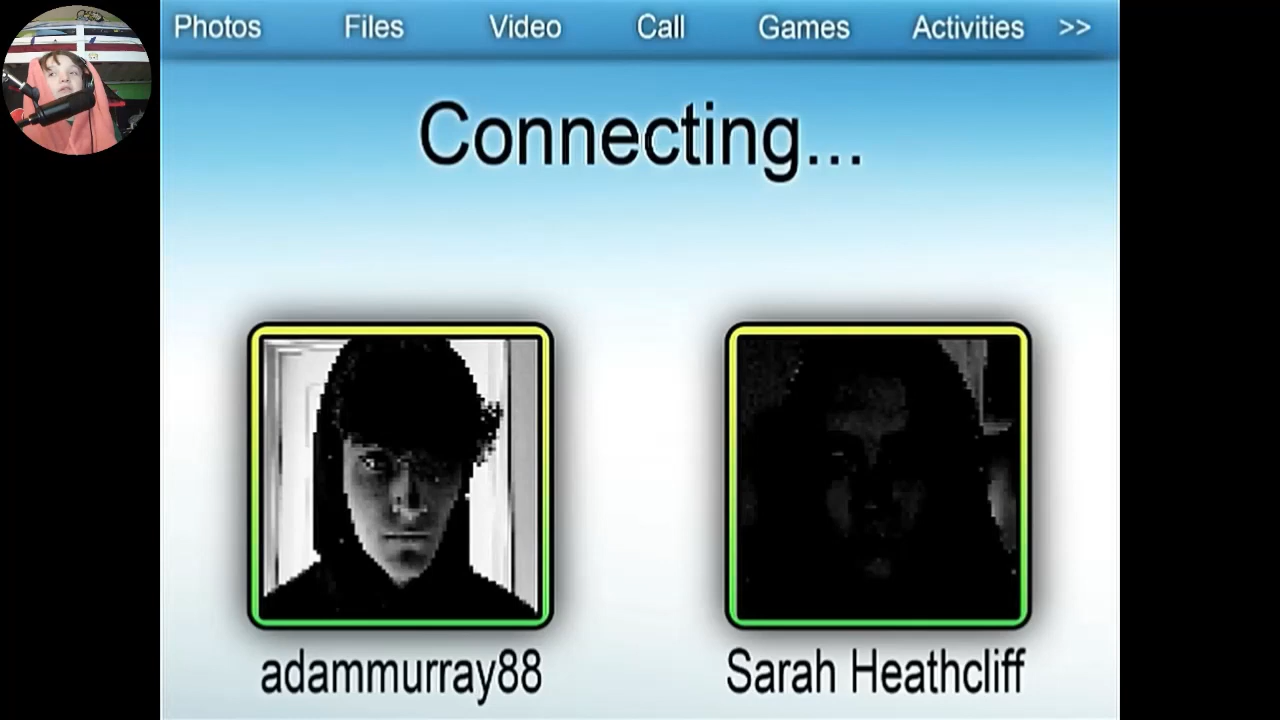 Photos Files Video Call Games Activities >>
Connecting...
adammurray88 Sarah Heathcliff